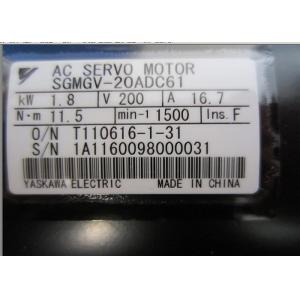 AC SERVO MOTOR
SGMGV-20ADC61
kW 1.8 V 200 A 16.7
N·m 11.5 min-1 1500 Ins. F
O/N T110616-1-31
S/N 1A1160098000031
YASKAWA ELECTRIC MADE IN CHINA